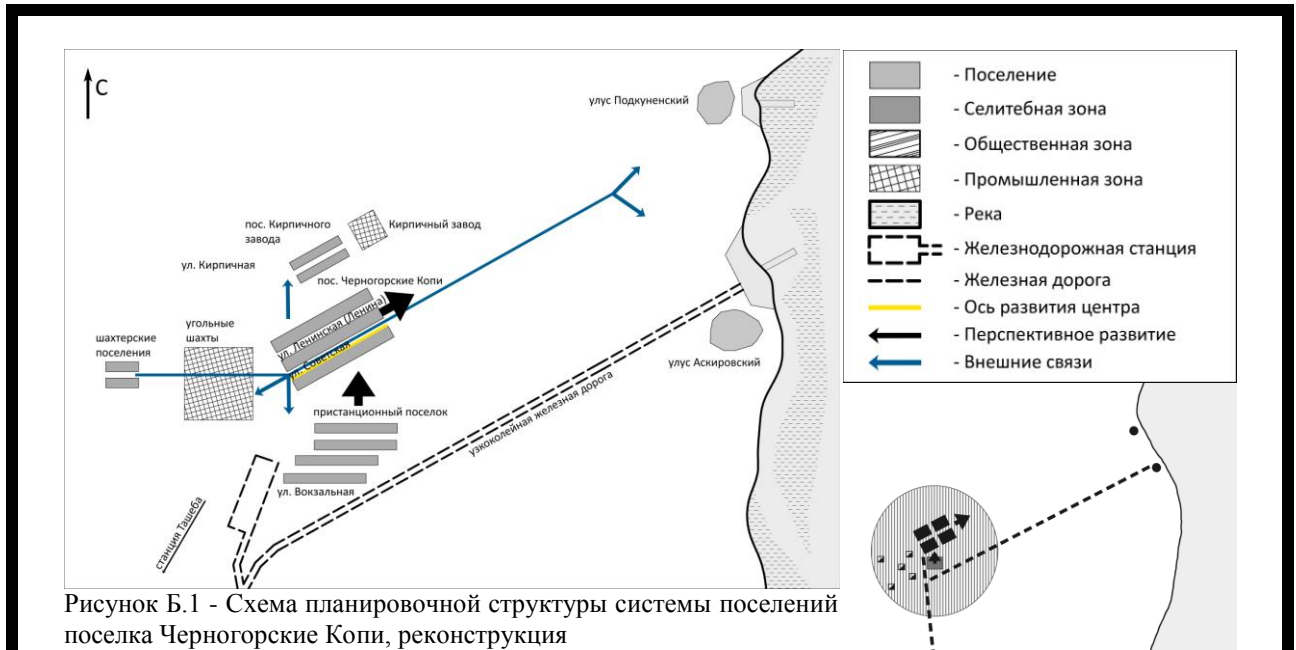 С
улус Подкуненский
пос. Кирпичного
завода
Кирпичный завод
ул. Кирпичная
пос. Черногорские Копи
ул. Ленинская (Ленина)
ул. Советская
угольные
шахты
шахтерские
поселения
улус Аскировский
пристанционный поселок
узкоколейная железная дорога
ул. Вокзальная
станция Ташеба
- Поселение
- Селитебная зона
- Общественная зона
- Промышленная зона
- Река
- Железнодорожная станция
- Железная дорога
- Ось развития центра
- Перспективное развитие
- Внешние связи
Рисунок Б.1 - Схема планировочной структуры системы поселений
поселка Черногорские Копи, реконструкция